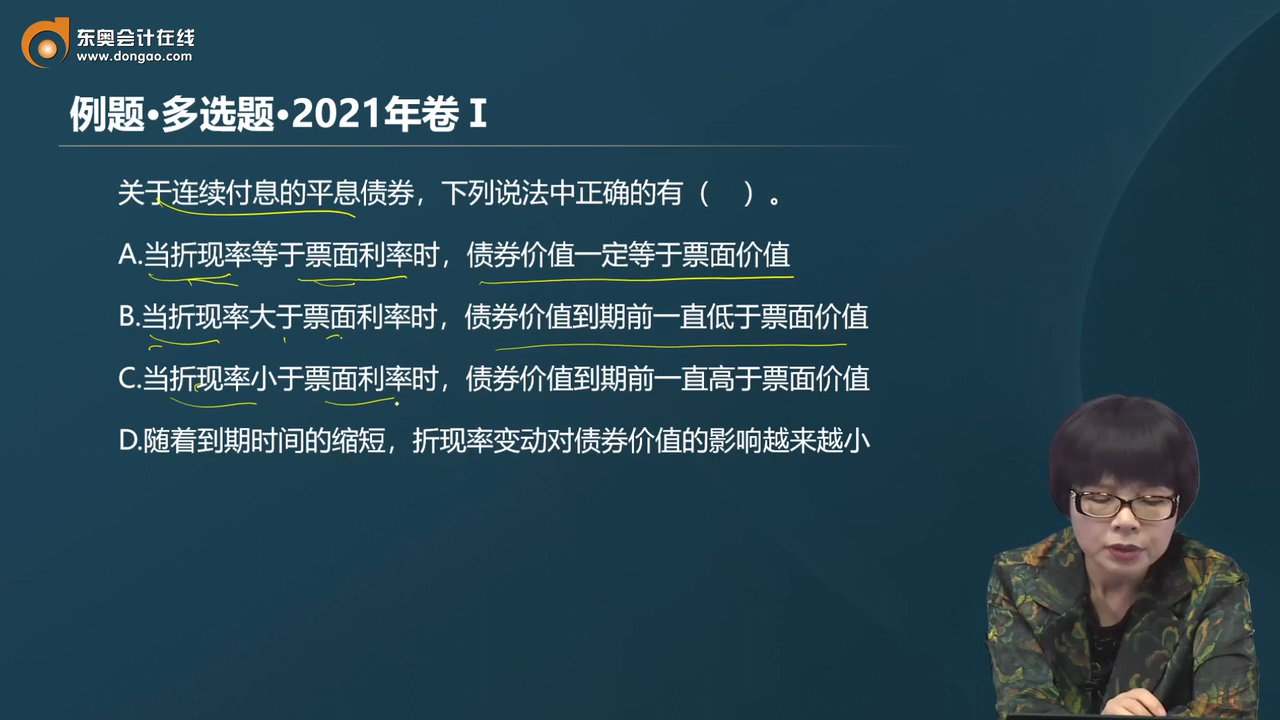 东奥会计在线
www.dongao.com
例题•多选题•2021年卷Ⅰ
关于连续付息的平息债券，下列说法中正确的有（ ）。
A.当折现率等于票面利率时，债券价值一定等于票面价值
B.当折现率大于票面利率时，债券价值到期前一直低于票面价值
C.当折现率小于票面利率时，债券价值到期前一直高于票面价值
D.随着到期时间的缩短，折现率变动对债券价值的影响越来越小